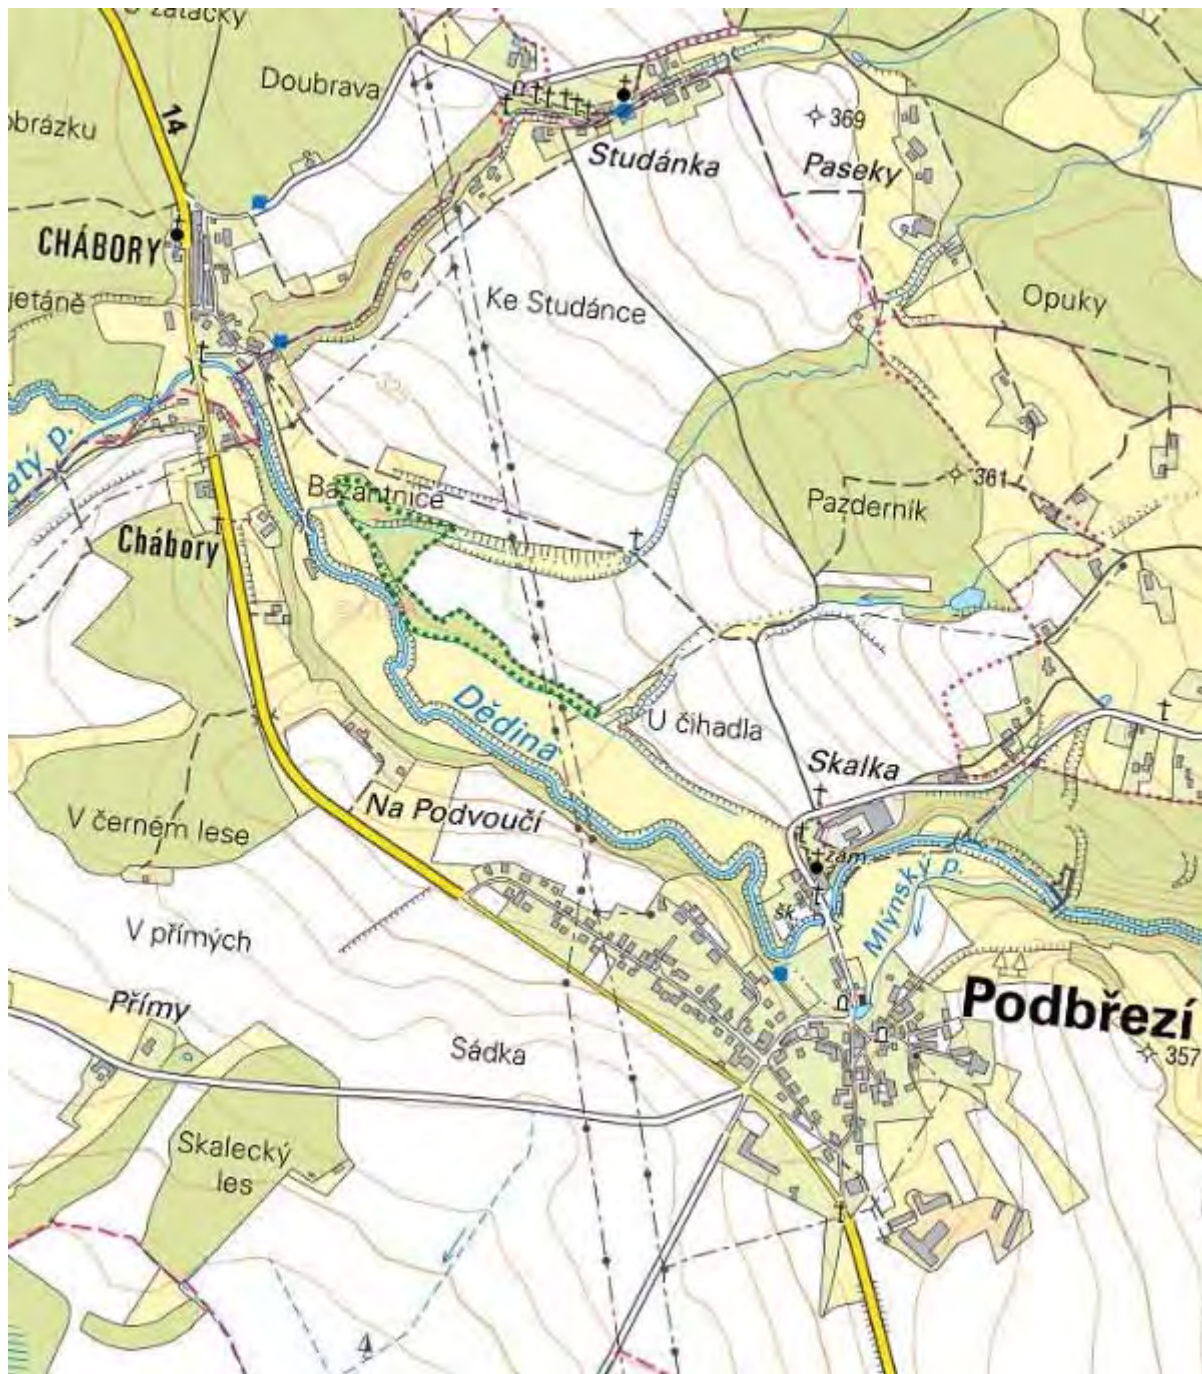 U zatáčky
Doubrava
14
369
Studánka
Paseky
CHÁBORY
Ke Studánce
Opuky
361
Bažantnice
Pazderník
Chábory
Dědina
U čihadla
Skalka
Na Podvoučí
V černém lese
zám.
Mlýnský p.
šk.
V přímých
Přímy
Podbřezí
Sádka
357
Skalecký
les